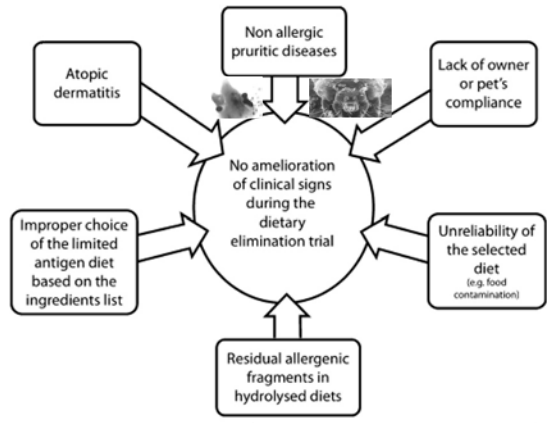 Non allergic
pruritic diseases
Atopic
dermatitis
Lack of owner
or pet's
compliance
No amelioration
of clinical signs
during the
dietary
elimination trial
Improper choice
of the limited
antigen diet
based on the
ingredients list
Unreliability of
the selected
diet
(e.g. food
contamination)
Residual allergenic
fragments in
hydrolysed diets